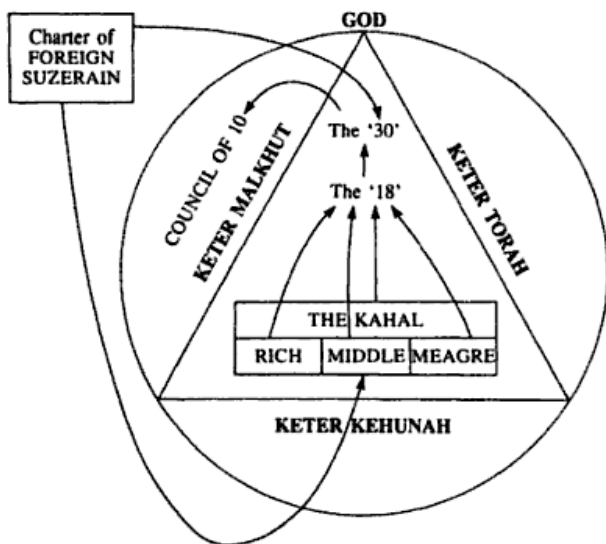 GOD
Charter of
FOREIGN
SUZERAIN
The '30'
COUNCIL OF 10
KETER MALKHUT
KETER TORAH
The '18'
THE KAHAL
RICH
MIDDLE
MEAGRE
KETER KEHUNAH